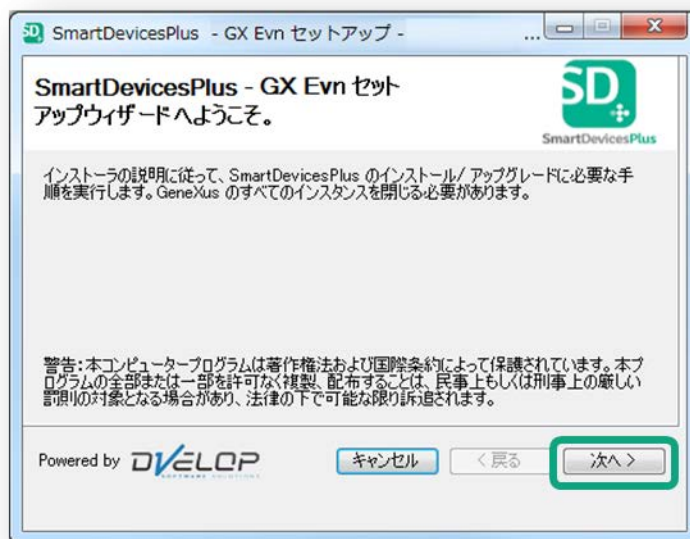 SmartDevicesPlus - GX Evn セットアップ - ...
SmartDevicesPlus - GX Evn セット
アップウィザードへようこそ。
SD
SmartDevicesPlus
インストーラの説明に従って、SmartDevicesPlus のインストール/ アップグレードに必要な手
順を実行します。GeneXus のすべてのインスタンスを閉じる必要があります。
警告:本コンピュータープログラムは著作権法および国際条約によって保護されています。本プ
ログラムの全部または一部を許可なく複製、配布することは、民事上もしくは刑事上の厳しい
罰則の対象となる場合があり、法律の下で可能な限り訴追されます。
Powered by DVELOP
SOFTWARE SOLUTIONS
キャンセル
< 戻る
次へ >